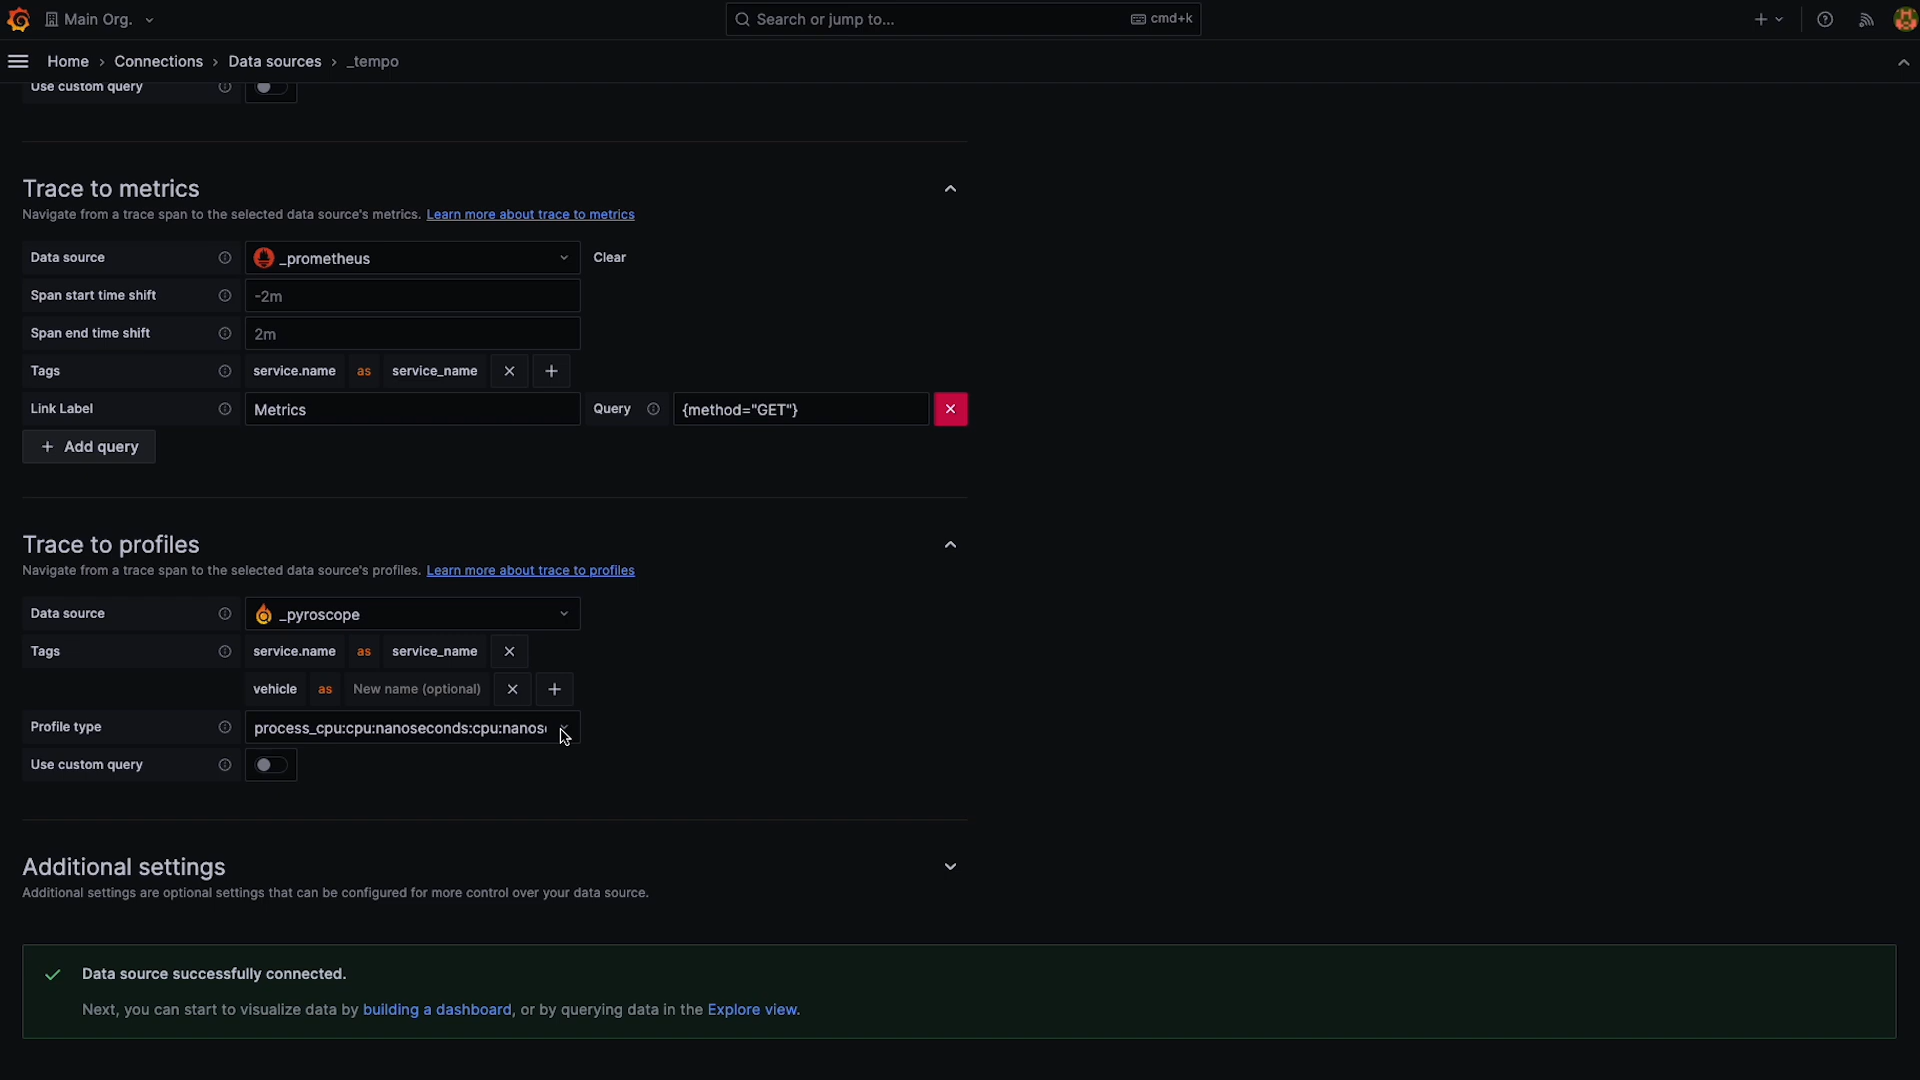 Main Org.
Search or jump to...
cmd+k
Home › Connections › Data sources › _tempo
Use custom query
Trace to metrics
Navigate from a trace span to the selected data source's metrics. Learn more about trace to metrics
Data source _prometheus Clear
Span start time shift -2m
Span end time shift 2m
Tags service.name as service_name
Link Label Metrics Query {method="GET"}
+ Add query
Trace to profiles
Navigate from a trace span to the selected data source's profiles. Learn more about trace to profiles
Data source _pyroscope
Tags service.name as service_name
vehicle as New name (optional)
Profile type process_cpu:cpu:nanoseconds:cpu:nanos
Use custom query
Additional settings
Additional settings are optional settings that can be configured for more control over your data source.
Data source successfully connected.
Next, you can start to visualize data by building a dashboard, or by querying data in the Explore view.